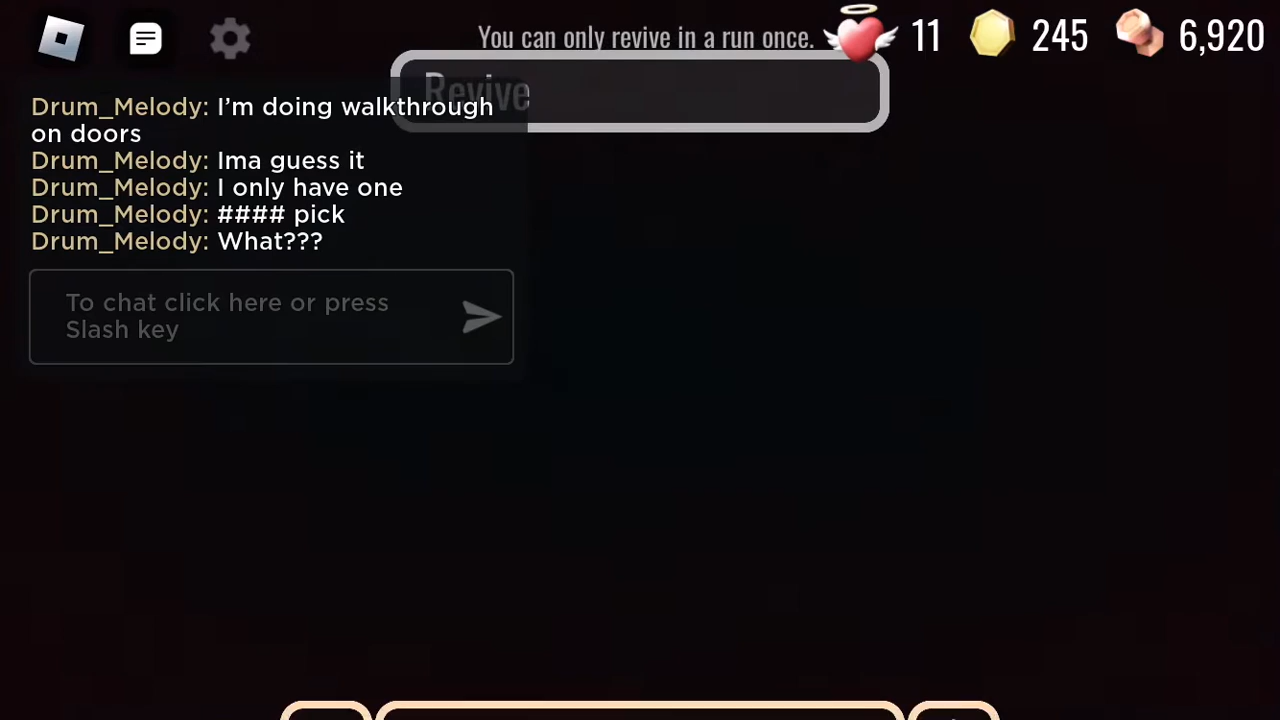 You can only revive in a run once.
11
245
6,920
Revive
Drum_Melody: I'm doing walkthrough
on doors
Drum_Melody: Ima guess it
Drum_Melody: I only have one
Drum_Melody: #### pick
Drum_Melody: What???
To chat click here or press
Slash key